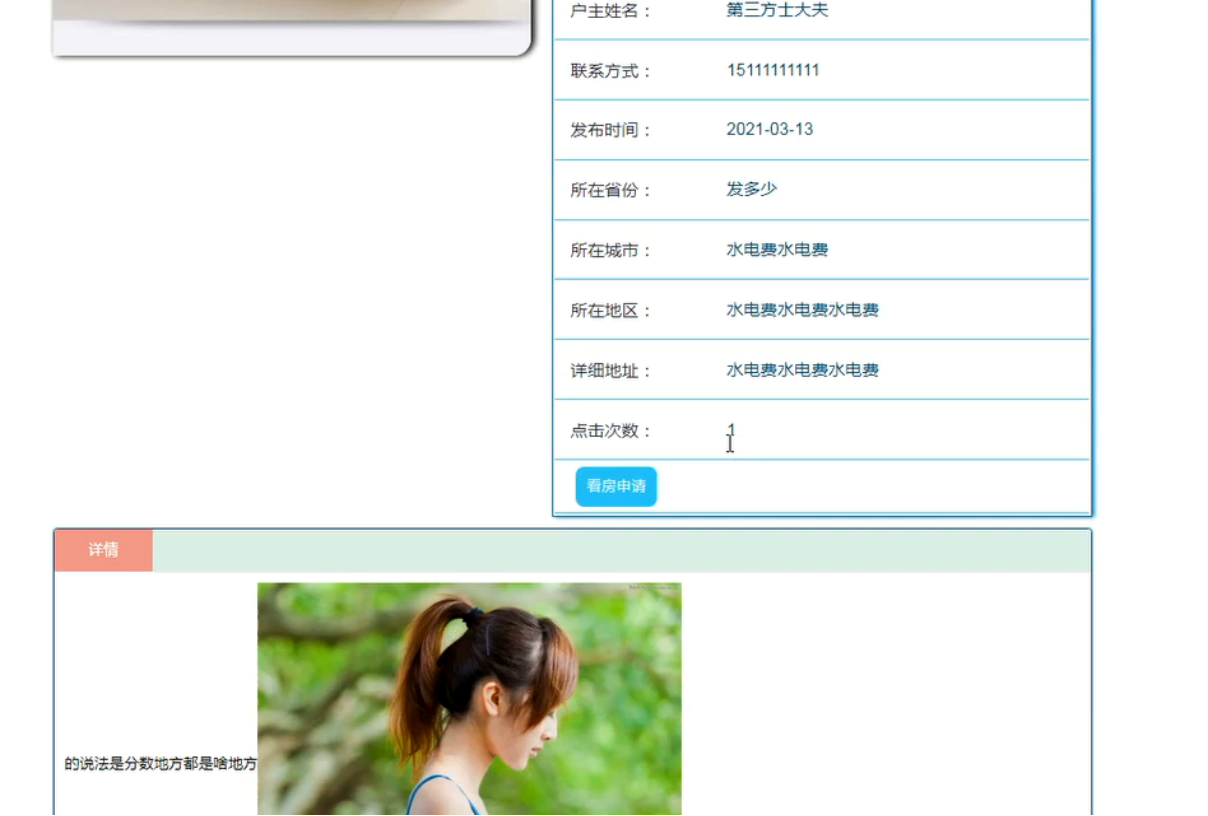 户主姓名： 第三方士大夫
联系方式： 15111111111
发布时间： 2021-03-13
所在省份： 发多少
所在城市： 水电费水电费
所在地区： 水电费水电费水电费
详细地址： 水电费水电费水电费
点击次数： 1
看房申请
详情
的说法是分数地方都是啥地方